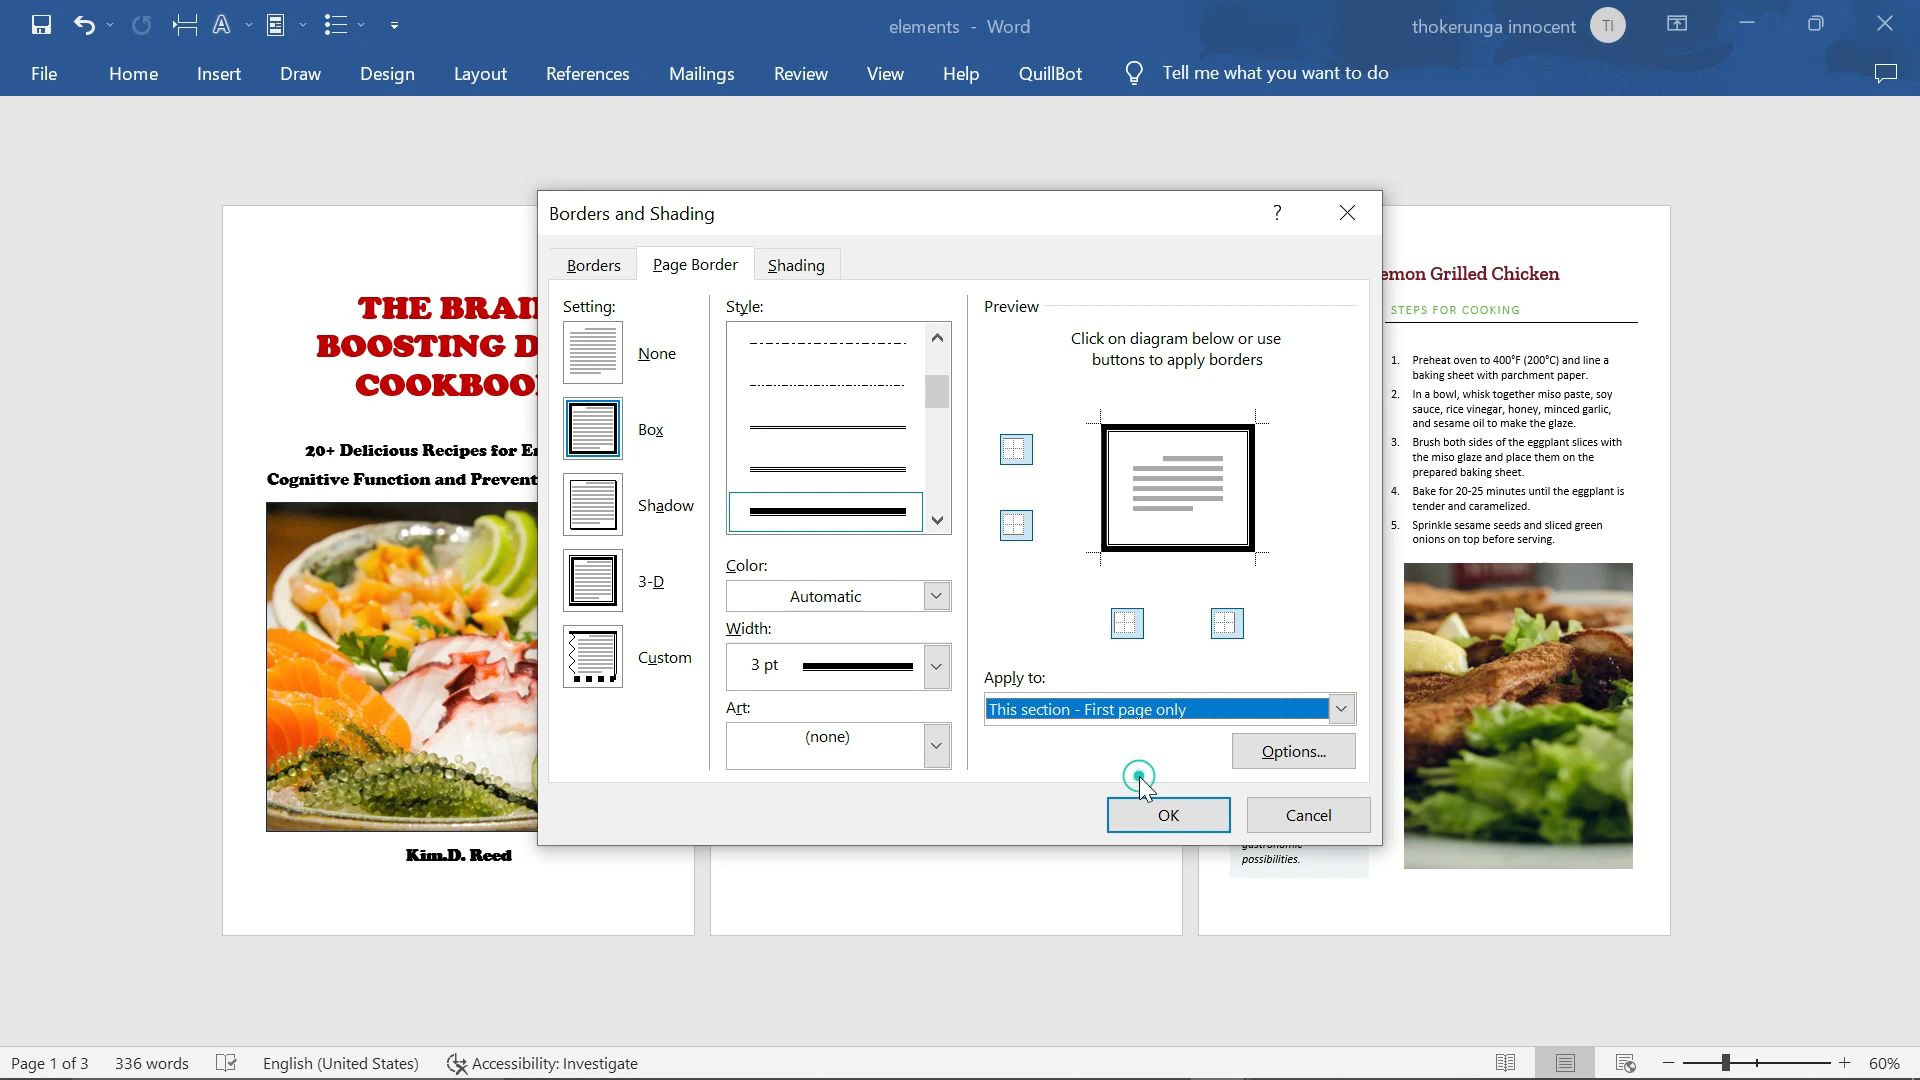 elements - Word
thokerunga innocent TI
File Home Insert Draw Design Layout References Mailings Review View Help QuillBot Tell me what you want to do
Borders and Shading ?
Borders Page Border Shading
Setting:
None
Box
Shadow
3-D
Custom
Style:
Color:
Automatic
Width:
3 pt
Art:
(none)
Preview
Click on diagram below or use
buttons to apply borders
Apply to:
This section - First page only
Options...
OK Cancel
THE BRAI
BOOSTING D
COOKBOO
20+ Delicious Recipes for E
Cognitive Function and Prevent
Kim.D. Reed
emon Grilled Chicken
STEPS FOR COOKING
1. Preheat oven to 400°F (200°C) and line a
baking sheet with parchment paper.
2. In a bowl, whisk together miso paste, soy
sauce, rice vinegar, honey, minced garlic,
and sesame oil to make the glaze.
3. Brush both sides of the eggplant slices with
the miso glaze and place them on the
prepared baking sheet.
4. Bake for 20-25 minutes until the eggplant is
tender and caramelized.
5. Sprinkle sesame seeds and sliced green
onions on top before serving.
gastronomic
possibilities.
Page 1 of 3 336 words English (United States) Accessibility: Investigate 60%